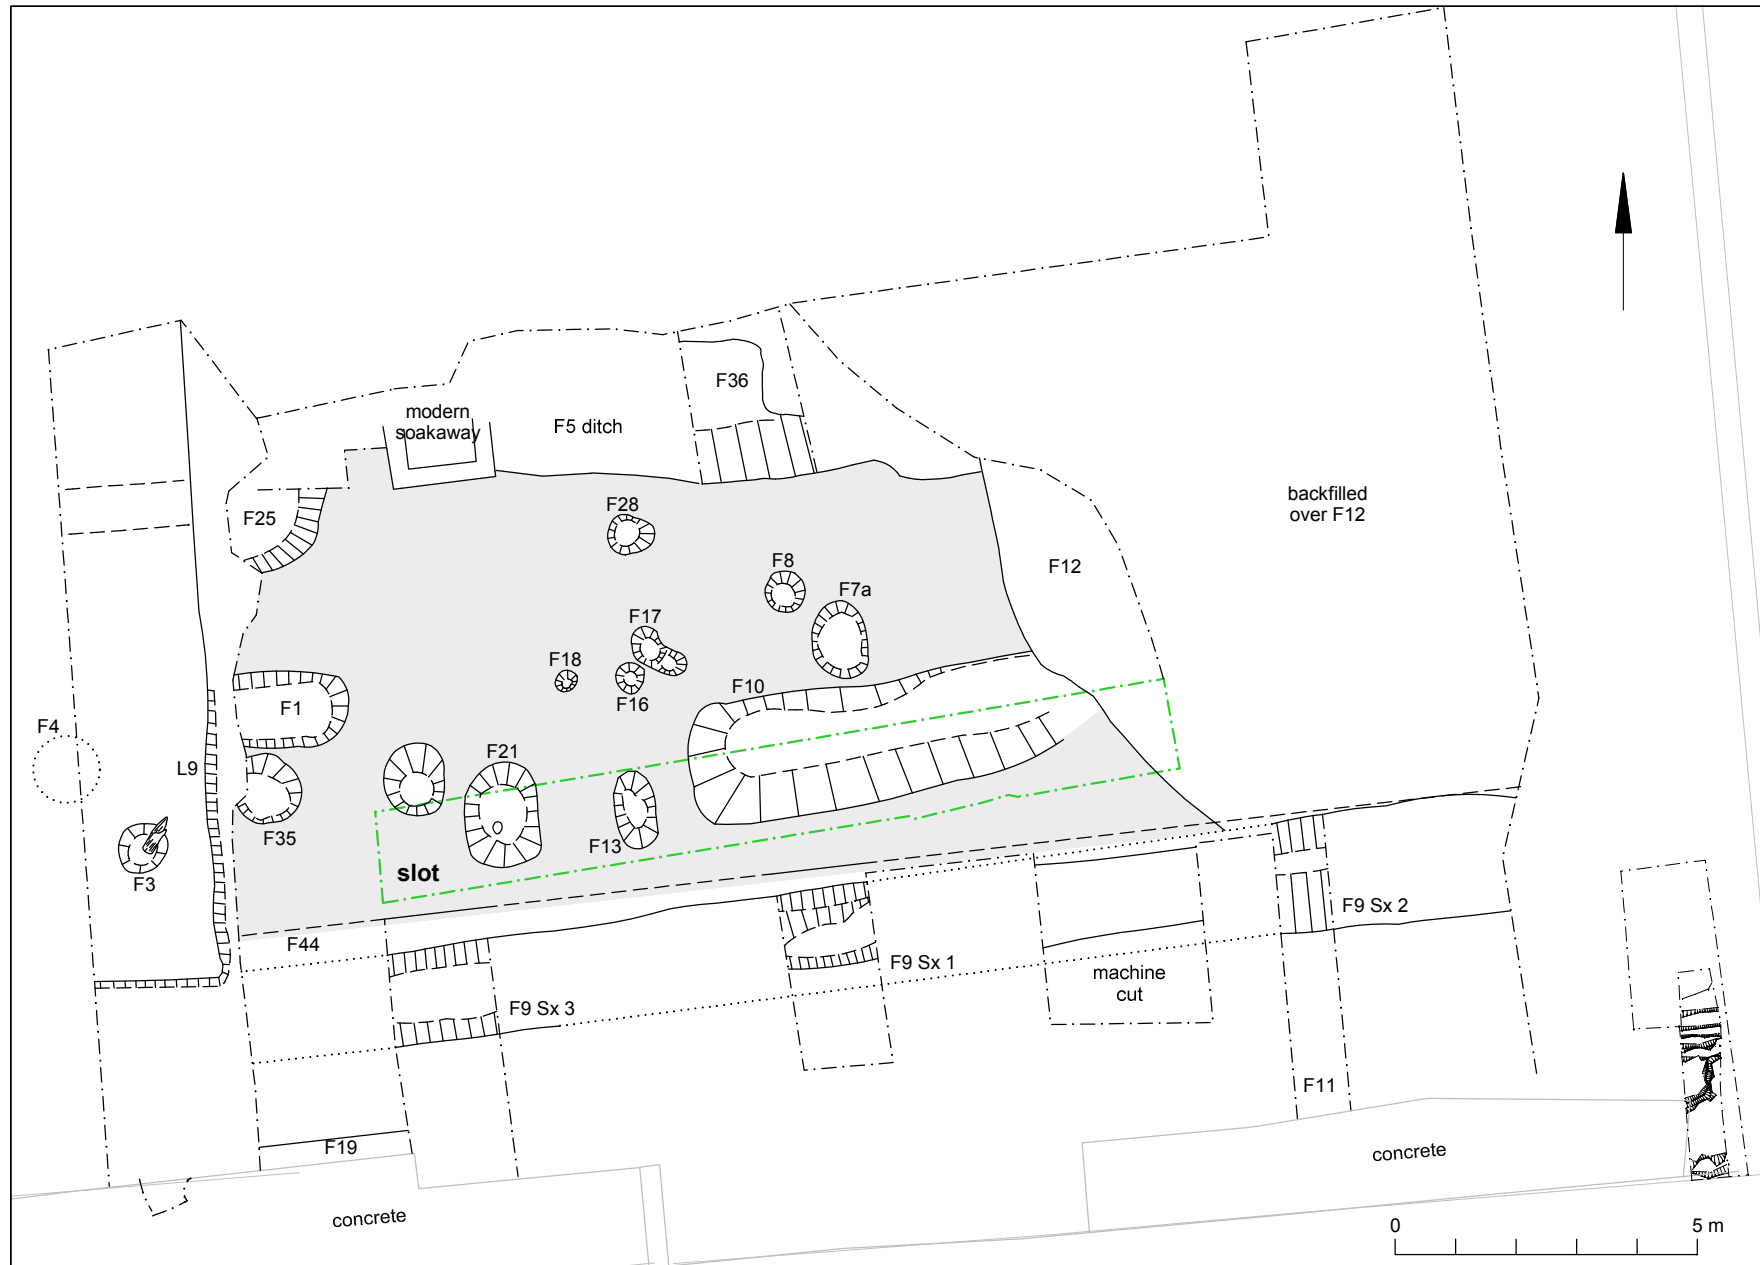 F36
modern
soakaway
F5 ditch
backfilled
over F12
F25
F28
F12
F8
F7a
F17
F18
F16
F10
F1
F4
F21
L9
F35
F13
slot
F3
F44
F9 Sx 2
F9 Sx 1
machine
cut
F9 Sx 3
F11
F19
concrete
concrete
0 5 m